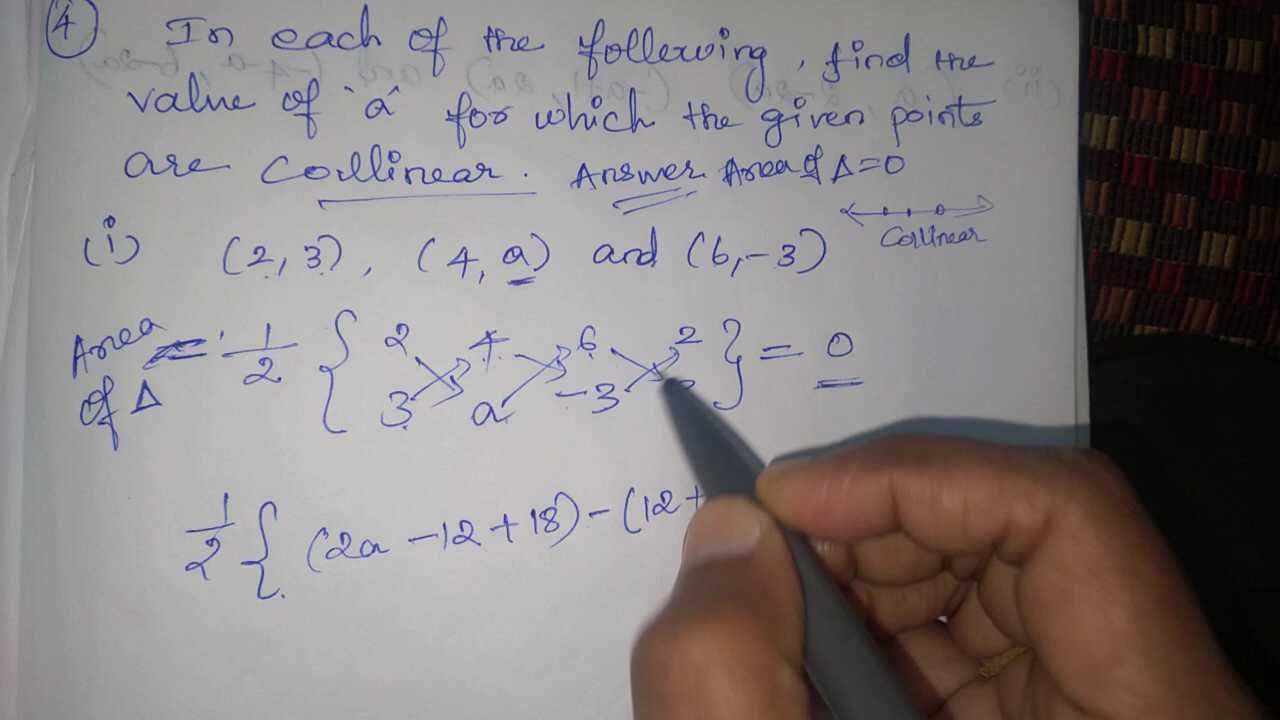 4 In each of the following, find the
value of 'a' for which the given points
are Collinear. Answer Area of Δ=0
(i) (2,3), (4,a) and (6,-3)
Collinear
Area of Δ = 1/2 { 2 4 6 2 } = 0
3 a -3
1/2 { (2a -12 + 18) - (12 +